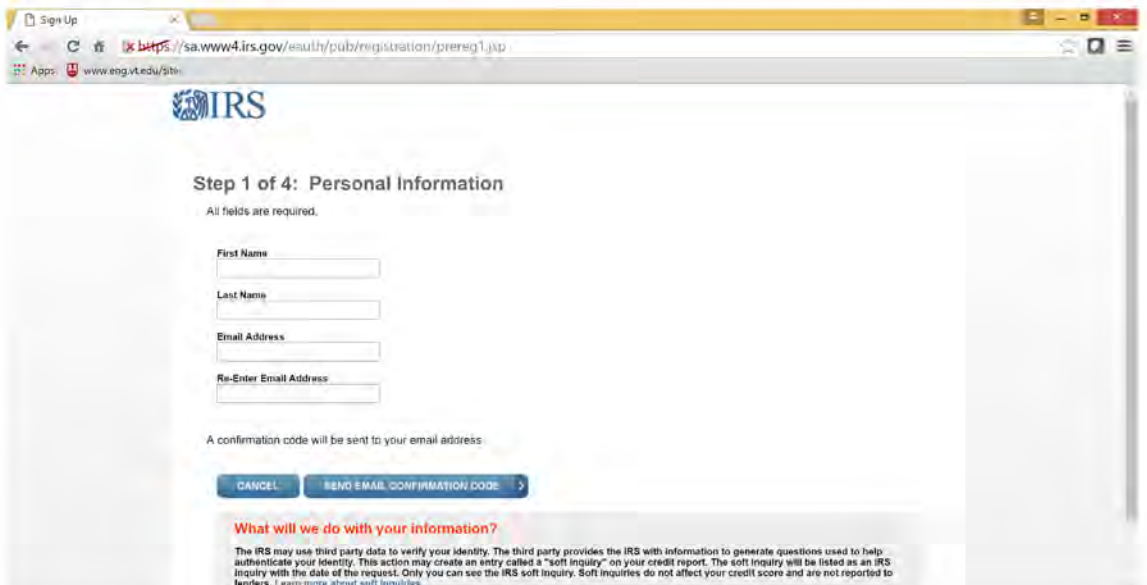 Sign Up
https://sa.www4.irs.gov/eauth/pub/registration/prereg1.jsp
Apps www.eng.vt.edu/site
IRS
Step 1 of 4: Personal Information
All fields are required.
First Name
Last Name
Email Address
Re-Enter Email Address
A confirmation code will be sent to your email address
CANCEL SEND EMAIL CONFIRMATION CODE
What will we do with your information?
The IRS may use third party data to verify your identity. The third party provides the IRS with information to generate questions used to help
authenticate your identity. This action may create an entry called a "soft inquiry" on your credit report. The soft inquiry will be listed as an IRS
inquiry with the date of the request. Only you can see the IRS soft inquiry. Soft inquiries do not affect your credit score and are not reported to
lenders. Learn more about soft inquiries.